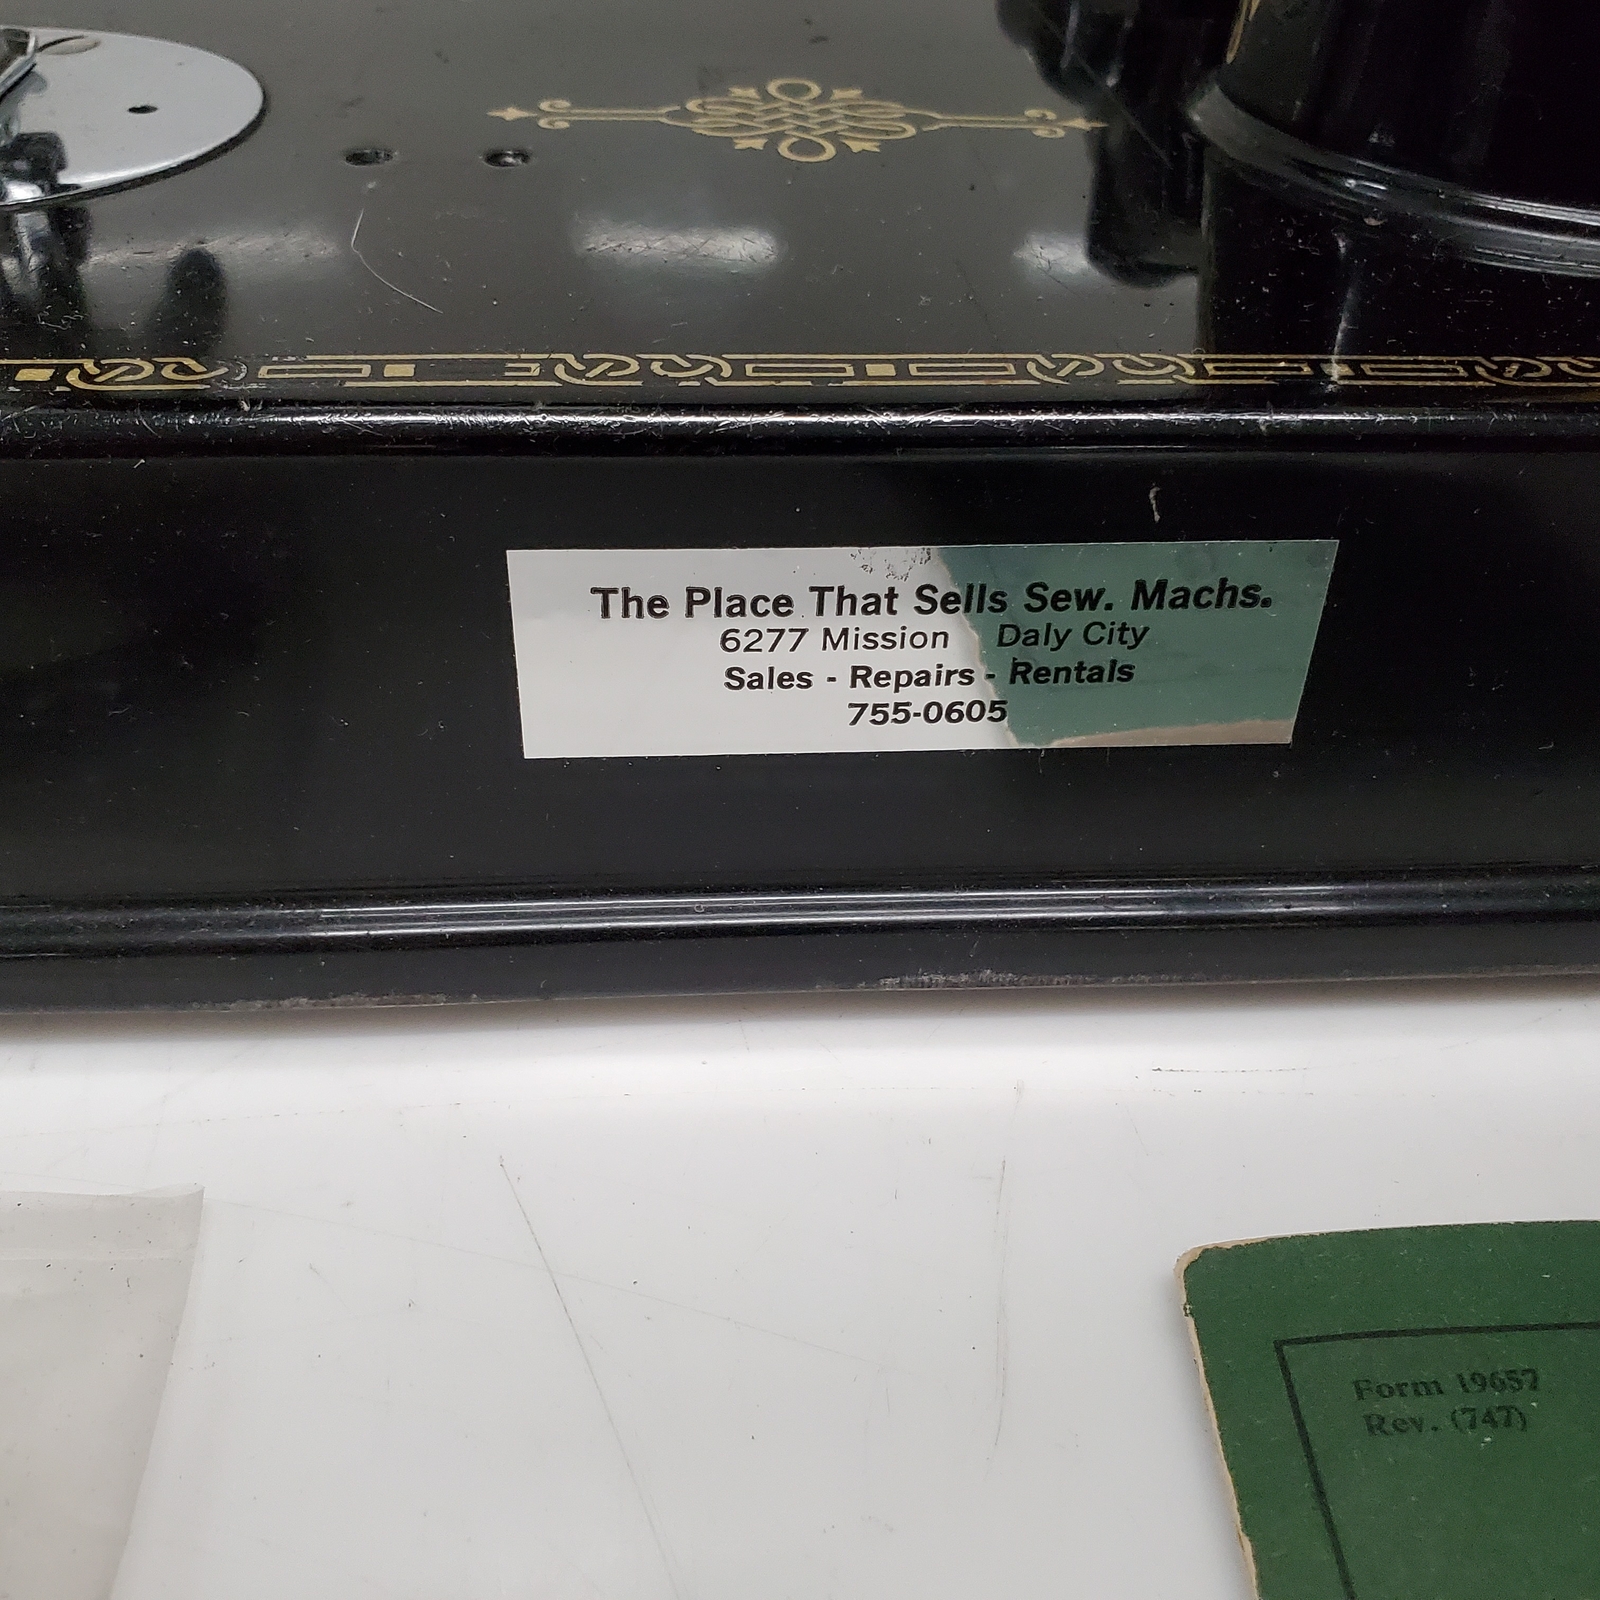 The Place That Sells Sew. Machs.
6277 Mission Daly City
Sales - Repairs - Rentals
755-0605
Form 19657
Rev. (747)